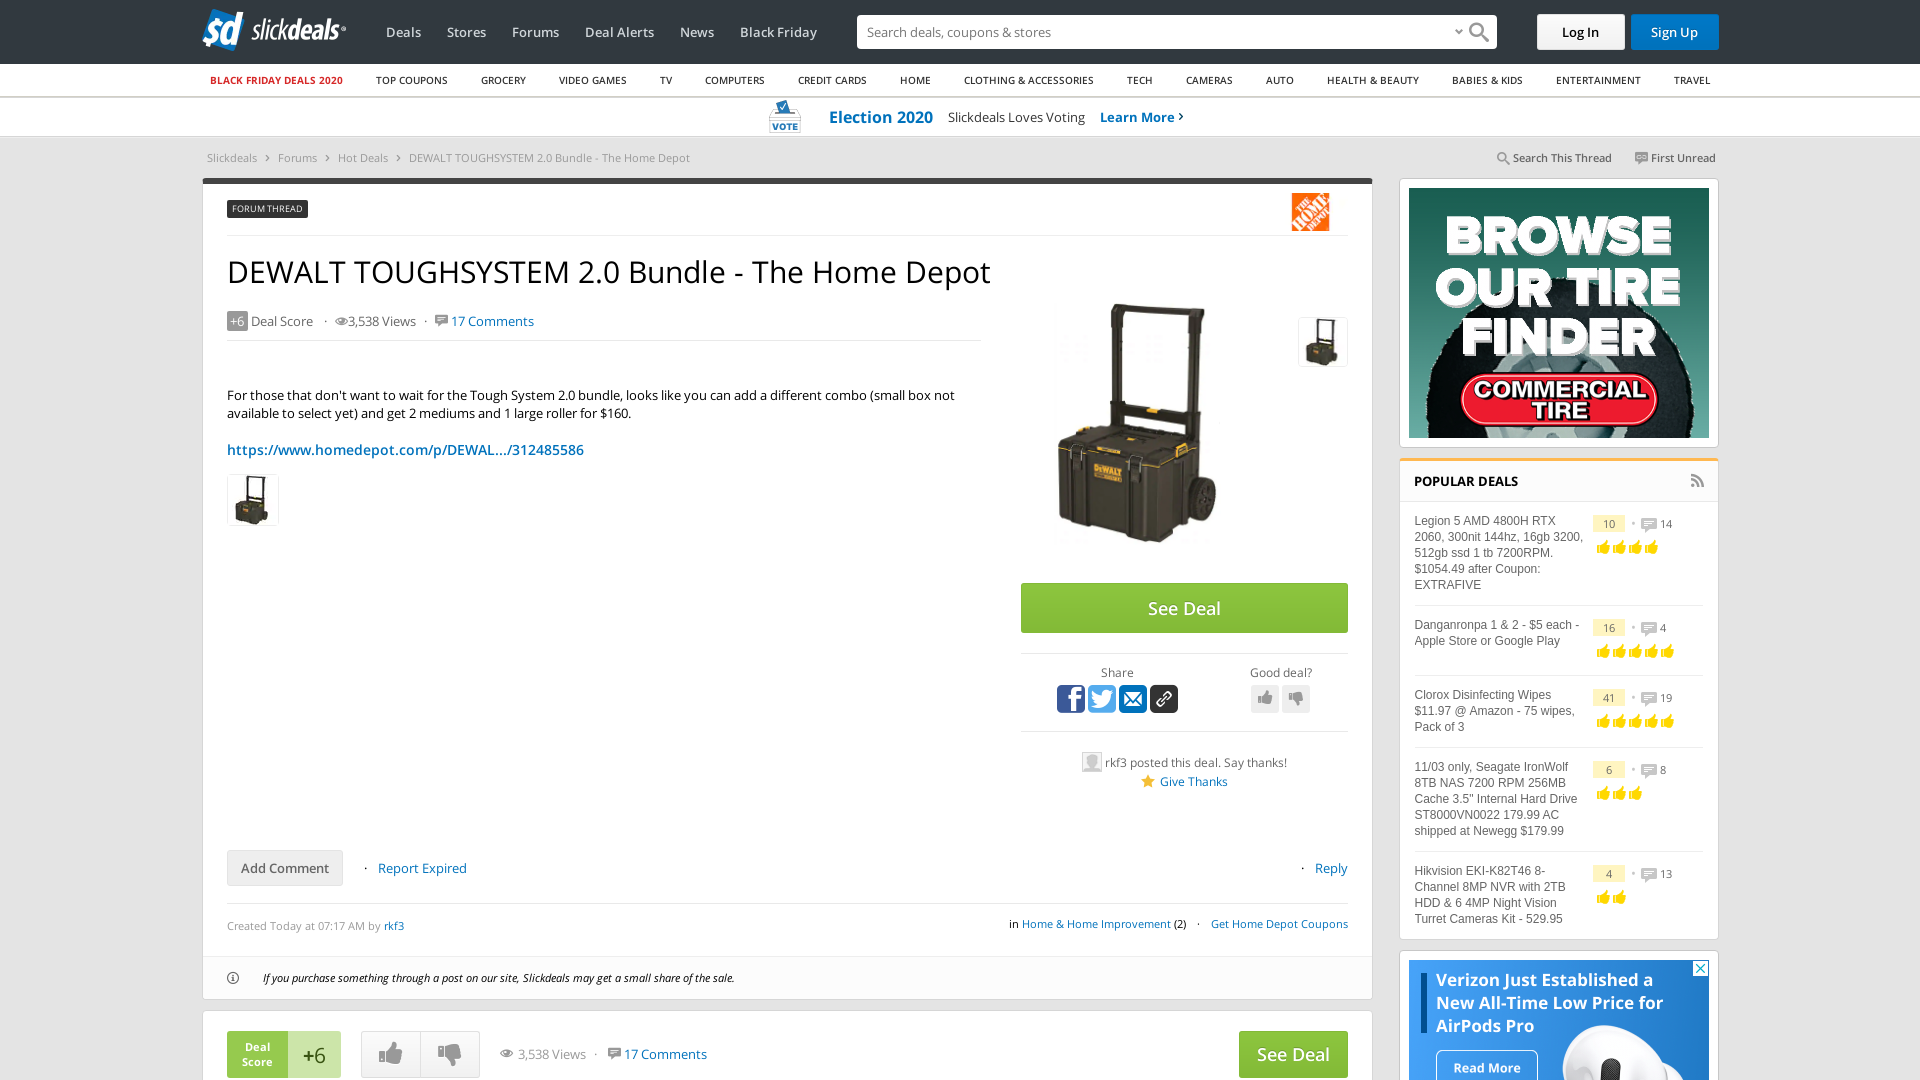 slickdeals
Deals
Stores
Forums
Deal Alerts
News
Black Friday
Search deals, coupons & stores
Log In
Sign Up
BLACK FRIDAY DEALS 2020
TOP COUPONS
GROCERY
VIDEO GAMES
TV
COMPUTERS
CREDIT CARDS
HOME
CLOTHING & ACCESSORIES
TECH
CAMERAS
AUTO
HEALTH & BEAUTY
BABIES & KIDS
ENTERTAINMENT
TRAVEL
VOTE
Election 2020 Slickdeals Loves Voting Learn More
Slickdeals > Forums > Hot Deals > DEWALT TOUGHSYSTEM 2.0 Bundle - The Home Depot
Search This Thread
First Unread
FORUM THREAD
THE HOME DEPOT
DEWALT TOUGHSYSTEM 2.0 Bundle - The Home Depot
+6 Deal Score · 3,538 Views · 17 Comments
For those that don't want to wait for the Tough System 2.0 bundle, looks like you can add a different combo (small box not
available to select yet) and get 2 mediums and 1 large roller for $160.
https://www.homedepot.com/p/DEWAL.../312485586
DEWALT
See Deal
Share
Good deal?
rkf3 posted this deal. Say thanks!
Give Thanks
Add Comment
· Report Expired
· Reply
Created Today at 07:17 AM by rkf3
in Home & Home Improvement (2) · Get Home Depot Coupons
If you purchase something through a post on our site, Slickdeals may get a small share of the sale.
Deal
Score
+6
3,538 Views · 17 Comments
See Deal
BROWSE
OUR TIRE
FINDER
COMMERCIAL
TIRE
POPULAR DEALS
Legion 5 AMD 4800H RTX
2060, 300nit 144hz, 16gb 3200,
512gb ssd 1 tb 7200RPM.
$1054.49 after Coupon:
EXTRAFIVE
10 • 14
Danganronpa 1 & 2 - $5 each -
Apple Store or Google Play
16 • 4
Clorox Disinfecting Wipes
$11.97 @ Amazon - 75 wipes,
Pack of 3
41 • 19
11/03 only, Seagate IronWolf
8TB NAS 7200 RPM 256MB
Cache 3.5" Internal Hard Drive
ST8000VN0022 179.99 AC
shipped at Newegg $179.99
6 • 8
Hikvision EKI-K82T46 8-
Channel 8MP NVR with 2TB
HDD & 6 4MP Night Vision
Turret Cameras Kit - 529.95
4 • 13
Verizon Just Established a
New All-Time Low Price for
AirPods Pro
Read More